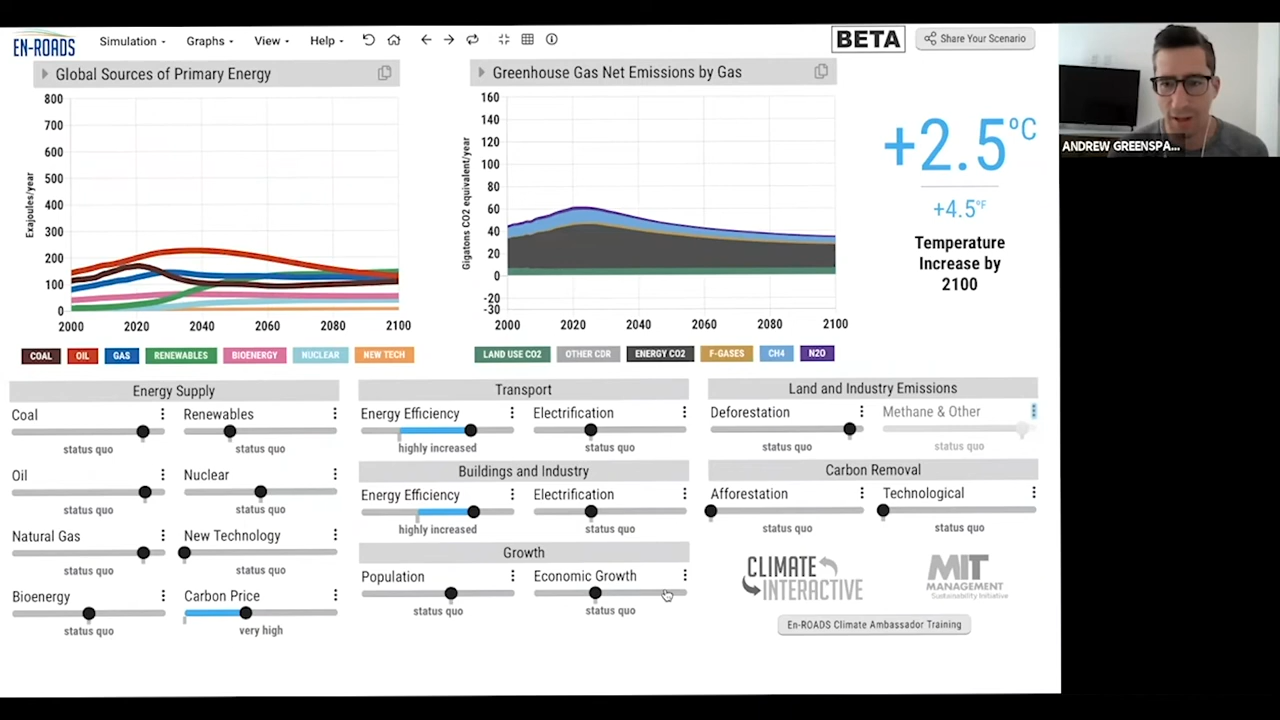 EN-ROADS
Simulation
Graphs
View
Help
BETA
Share Your Scenario
Global Sources of Primary Energy
800
700
600
500
400
300
200
100
0
Exajoules/year
2000 2020 2040 2060 2080 2100
COAL OIL GAS RENEWABLES BIOENERGY NUCLEAR NEW TECH
Greenhouse Gas Net Emissions by Gas
160
140
120
100
80
60
40
20
0
-20
-30
Gigatons CO2 equivalent/year
2000 2020 2040 2060 2080 2100
LAND USE CO2 OTHER CDR ENERGY CO2 F-GASES CH4 N2O
+2.5ºC
+4.5ºF
Temperature
Increase by
2100
ANDREW GREENSPA...
Energy Supply
Coal
status quo
Renewables
status quo
Oil
status quo
Nuclear
status quo
Natural Gas
status quo
New Technology
status quo
Bioenergy
status quo
Carbon Price
very high
Transport
Energy Efficiency
highly increased
Electrification
status quo
Buildings and Industry
Energy Efficiency
highly increased
Electrification
status quo
Growth
Population
status quo
Economic Growth
status quo
Land and Industry Emissions
Deforestation
status quo
Methane & Other
status quo
Carbon Removal
Afforestation
status quo
Technological
status quo
CLIMATE
INTERACTIVE
MIT
MANAGEMENT
Sustainability Initiative
En-ROADS Climate Ambassador Training